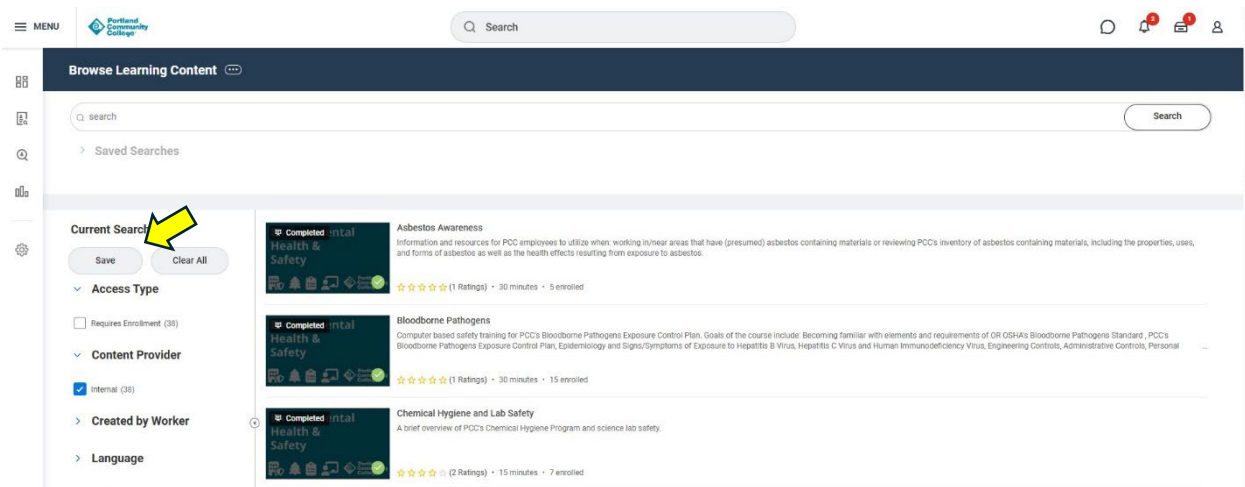 MENU
Portland
Community
College
Search
2
1
Browse Learning Content
search
Search
Saved Searches
Current Search
Save
Clear All
Access Type
Requires Enrollment (38)
Content Provider
Internal (38)
Created by Worker
Language
Completed
Health &
Safety
Asbestos Awareness
Information and resources for PCC employees to utilize when: working in/near areas that have (presumed) asbestos containing materials or reviewing PCC's inventory of asbestos containing materials, including the properties, uses,
and forms of asbestos as well as the health effects resulting from exposure to asbestos.
(1 Ratings) • 30 minutes • 5 enrolled
Completed
Health &
Safety
Bloodborne Pathogens
Computer based safety training for PCC's Bloodborne Pathogens Exposure Control Plan. Goals of the course include: Becoming familiar with elements and requirements of OR OSHA's Bloodborne Pathogens Standard , PCC's
Bloodborne Pathogens Exposure Control Plan, Epidemiology and Signs/Symptoms of Exposure to Hepatitis B Virus, Hepatitis C Virus and Human Immunodeficiency Virus, Engineering Controls, Administrative Controls, Personal ...
(1 Ratings) • 30 minutes • 15 enrolled
Completed
Health &
Safety
Chemical Hygiene and Lab Safety
A brief overview of PCC's Chemical Hygiene Program and science lab safety.
(2 Ratings) • 15 minutes • 7 enrolled